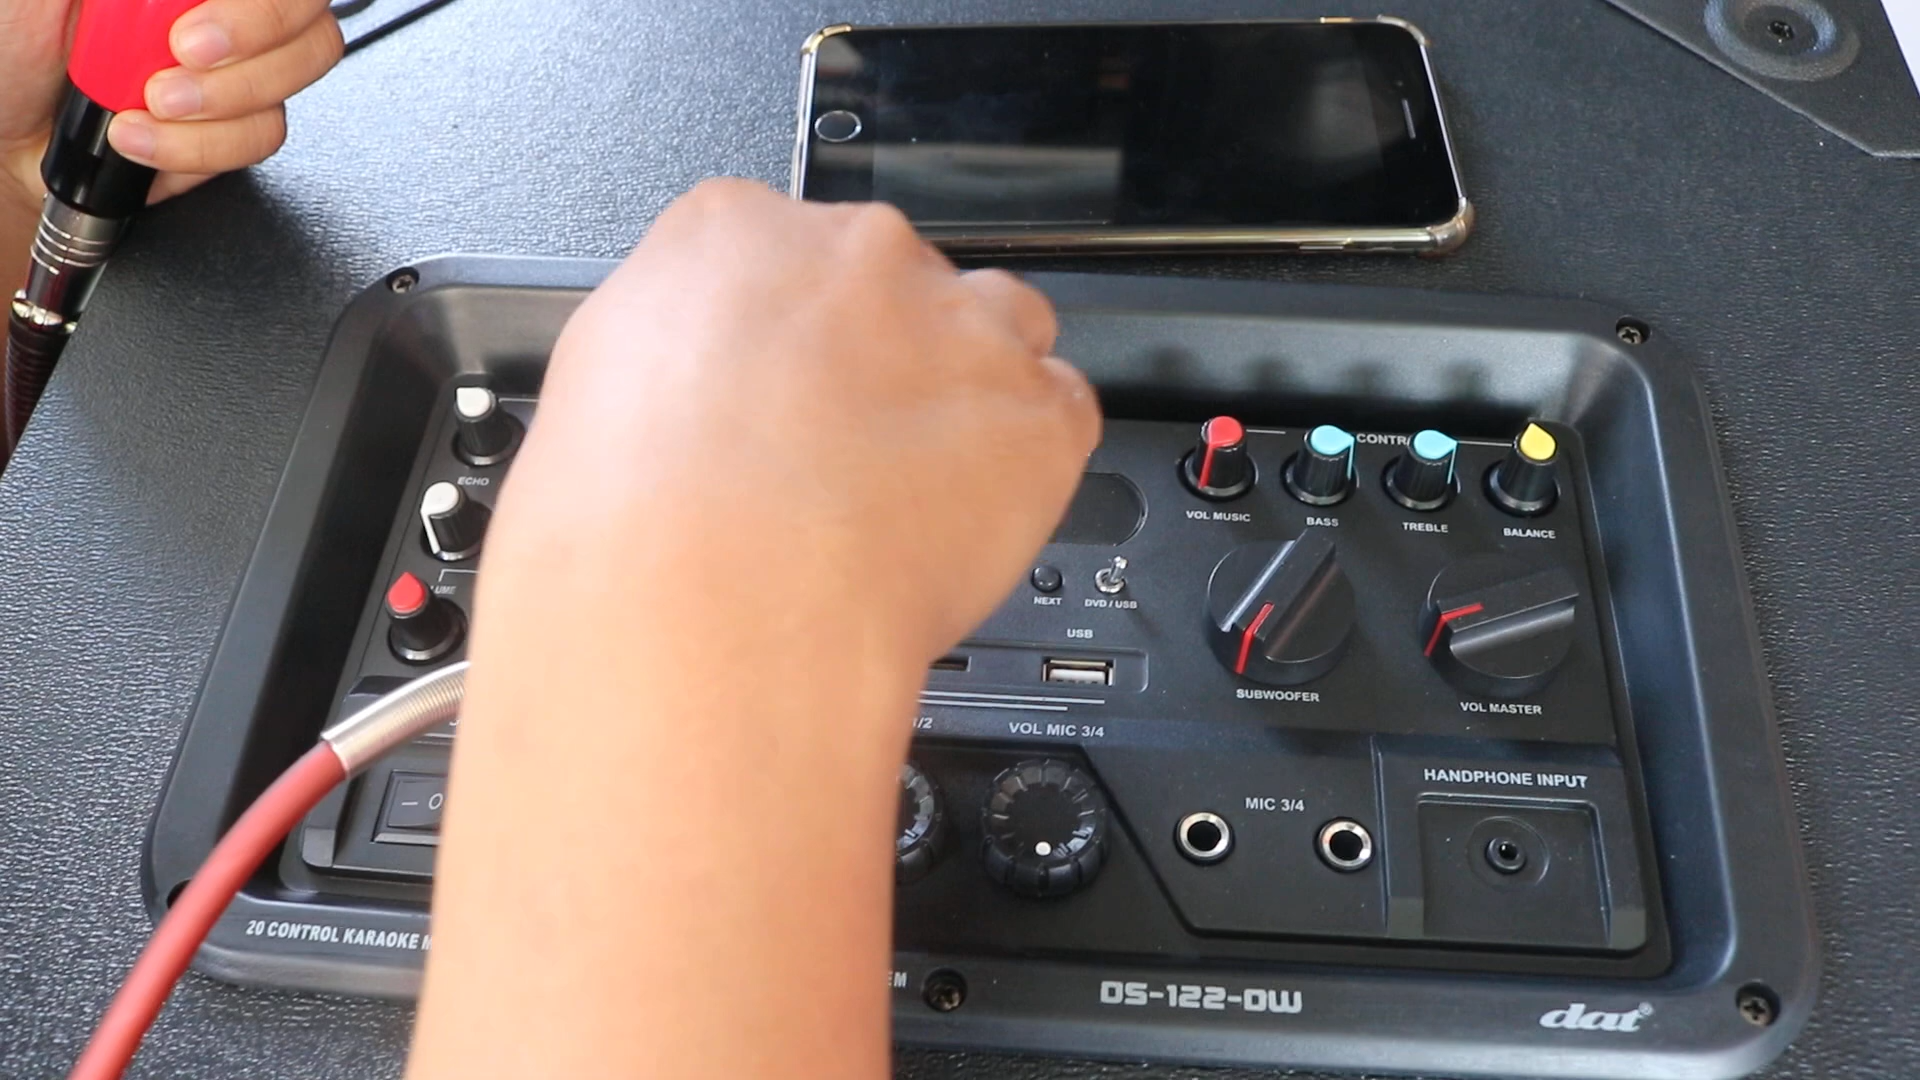 CONTR
ECHO
VOL MUSIC
BASS
TREBLE
BALANCE
NEXT
DVD / USB
USB
SUBWOOFER
VOL MASTER
VOL MIC 3/4
HANDPHONE INPUT
MIC 3/4
20 CONTROL KARAOKE
DS-122-DW
dat®